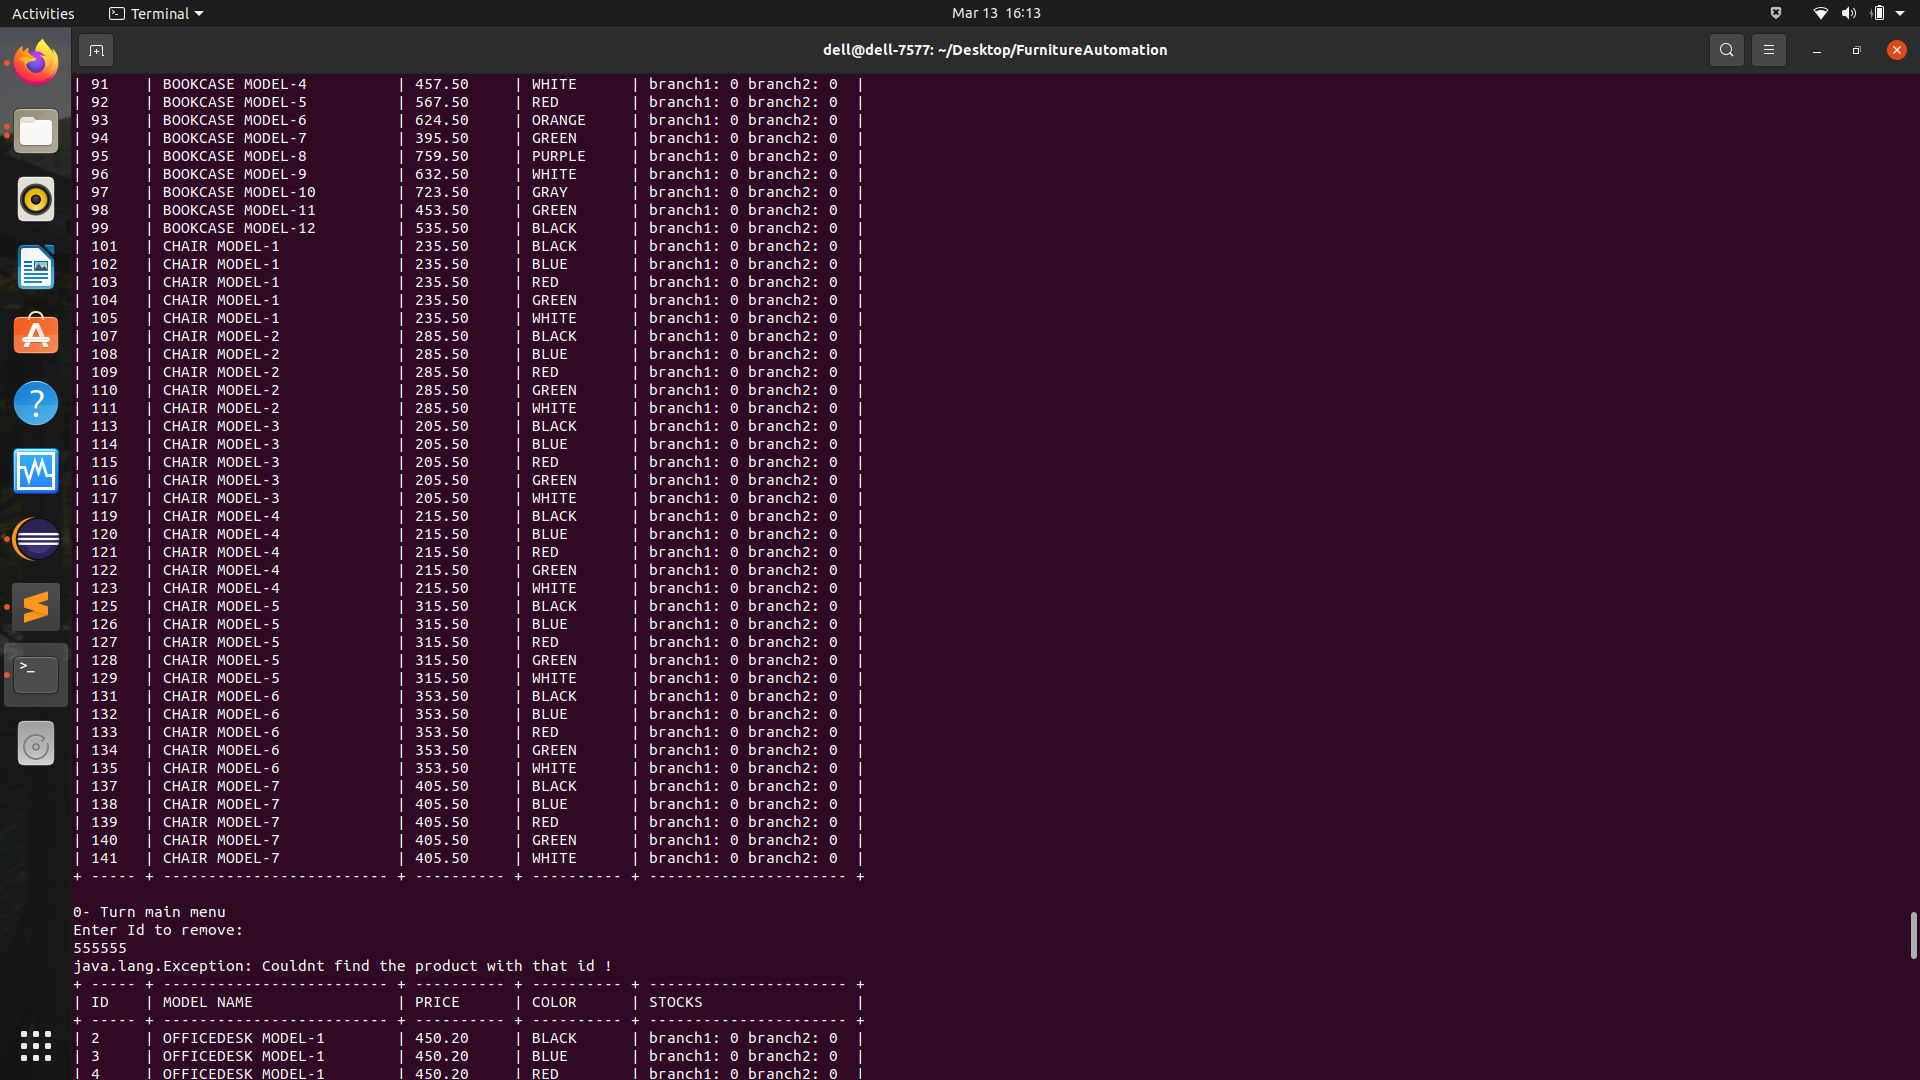 Activities
Terminal
Mar 13 16:13
dell@dell-7577: ~/Desktop/FurnitureAutomation
| 91    | BOOKCASE MODEL-4          | 457.50     | WHITE      | branch1: 0 branch2: 0  |
| 92    | BOOKCASE MODEL-5          | 567.50     | RED        | branch1: 0 branch2: 0  |
| 93    | BOOKCASE MODEL-6          | 624.50     | ORANGE     | branch1: 0 branch2: 0  |
| 94    | BOOKCASE MODEL-7          | 395.50     | GREEN      | branch1: 0 branch2: 0  |
| 95    | BOOKCASE MODEL-8          | 759.50     | PURPLE     | branch1: 0 branch2: 0  |
| 96    | BOOKCASE MODEL-9          | 632.50     | WHITE      | branch1: 0 branch2: 0  |
| 97    | BOOKCASE MODEL-10         | 723.50     | GRAY       | branch1: 0 branch2: 0  |
| 98    | BOOKCASE MODEL-11         | 453.50     | GREEN      | branch1: 0 branch2: 0  |
| 99    | BOOKCASE MODEL-12         | 535.50     | BLACK      | branch1: 0 branch2: 0  |
| 101   | CHAIR MODEL-1             | 235.50     | BLACK      | branch1: 0 branch2: 0  |
| 102   | CHAIR MODEL-1             | 235.50     | BLUE       | branch1: 0 branch2: 0  |
| 103   | CHAIR MODEL-1             | 235.50     | RED        | branch1: 0 branch2: 0  |
| 104   | CHAIR MODEL-1             | 235.50     | GREEN      | branch1: 0 branch2: 0  |
| 105   | CHAIR MODEL-1             | 235.50     | WHITE      | branch1: 0 branch2: 0  |
| 107   | CHAIR MODEL-2             | 285.50     | BLACK      | branch1: 0 branch2: 0  |
| 108   | CHAIR MODEL-2             | 285.50     | BLUE       | branch1: 0 branch2: 0  |
| 109   | CHAIR MODEL-2             | 285.50     | RED        | branch1: 0 branch2: 0  |
| 110   | CHAIR MODEL-2             | 285.50     | GREEN      | branch1: 0 branch2: 0  |
| 111   | CHAIR MODEL-2             | 285.50     | WHITE      | branch1: 0 branch2: 0  |
| 113   | CHAIR MODEL-3             | 205.50     | BLACK      | branch1: 0 branch2: 0  |
| 114   | CHAIR MODEL-3             | 205.50     | BLUE       | branch1: 0 branch2: 0  |
| 115   | CHAIR MODEL-3             | 205.50     | RED        | branch1: 0 branch2: 0  |
| 116   | CHAIR MODEL-3             | 205.50     | GREEN      | branch1: 0 branch2: 0  |
| 117   | CHAIR MODEL-3             | 205.50     | WHITE      | branch1: 0 branch2: 0  |
| 119   | CHAIR MODEL-4             | 215.50     | BLACK      | branch1: 0 branch2: 0  |
| 120   | CHAIR MODEL-4             | 215.50     | BLUE       | branch1: 0 branch2: 0  |
| 121   | CHAIR MODEL-4             | 215.50     | RED        | branch1: 0 branch2: 0  |
| 122   | CHAIR MODEL-4             | 215.50     | GREEN      | branch1: 0 branch2: 0  |
| 123   | CHAIR MODEL-4             | 215.50     | WHITE      | branch1: 0 branch2: 0  |
| 125   | CHAIR MODEL-5             | 315.50     | BLACK      | branch1: 0 branch2: 0  |
| 126   | CHAIR MODEL-5             | 315.50     | BLUE       | branch1: 0 branch2: 0  |
| 127   | CHAIR MODEL-5             | 315.50     | RED        | branch1: 0 branch2: 0  |
| 128   | CHAIR MODEL-5             | 315.50     | GREEN      | branch1: 0 branch2: 0  |
| 129   | CHAIR MODEL-5             | 315.50     | WHITE      | branch1: 0 branch2: 0  |
| 131   | CHAIR MODEL-6             | 353.50     | BLACK      | branch1: 0 branch2: 0  |
| 132   | CHAIR MODEL-6             | 353.50     | BLUE       | branch1: 0 branch2: 0  |
| 133   | CHAIR MODEL-6             | 353.50     | RED        | branch1: 0 branch2: 0  |
| 134   | CHAIR MODEL-6             | 353.50     | GREEN      | branch1: 0 branch2: 0  |
| 135   | CHAIR MODEL-6             | 353.50     | WHITE      | branch1: 0 branch2: 0  |
| 137   | CHAIR MODEL-7             | 405.50     | BLACK      | branch1: 0 branch2: 0  |
| 138   | CHAIR MODEL-7             | 405.50     | BLUE       | branch1: 0 branch2: 0  |
| 139   | CHAIR MODEL-7             | 405.50     | RED        | branch1: 0 branch2: 0  |
| 140   | CHAIR MODEL-7             | 405.50     | GREEN      | branch1: 0 branch2: 0  |
| 141   | CHAIR MODEL-7             | 405.50     | WHITE      | branch1: 0 branch2: 0  |
+ ----- + ------------------------- + ---------- + ---------- + ---------------------- +
0- Turn main menu
Enter Id to remove:
555555
java.lang.Exception: Couldnt find the product with that id !
+ ----- + ------------------------- + ---------- + ---------- + ---------------------- +
| ID    | MODEL NAME                | PRICE      | COLOR      | STOCKS                 |
+ ----- + ------------------------- + ---------- + ---------- + ---------------------- +
| 2     | OFFICEDESK MODEL-1        | 450.20     | BLACK      | branch1: 0 branch2: 0  |
| 3     | OFFICEDESK MODEL-1        | 450.20     | BLUE       | branch1: 0 branch2: 0  |
| 4     | OFFICEDESK MODEL-1        | 450.20     | RED        | branch1: 0 branch2: 0  |